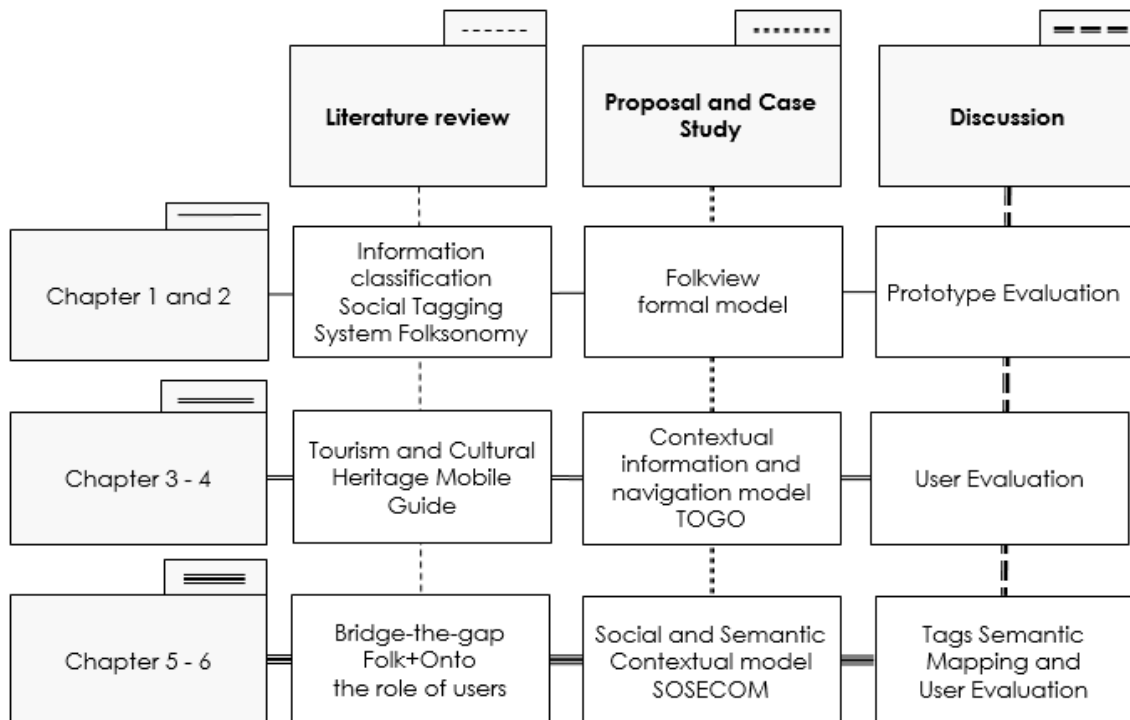 Literature review
Proposal and Case
Study
Discussion
Chapter 1 and 2
Information
classification
Social Tagging
System Folksonomy
Folkview
formal model
Prototype Evaluation
Chapter 3 - 4
Tourism and Cultural
Heritage Mobile
Guide
Contextual
information and
navigation model
TOGO
User Evaluation
Chapter 5 - 6
Bridge-the-gap
Folk+Onto
the role of users
Social and Semantic
Contextual model
SOSECOM
Tags Semantic
Mapping and
User Evaluation